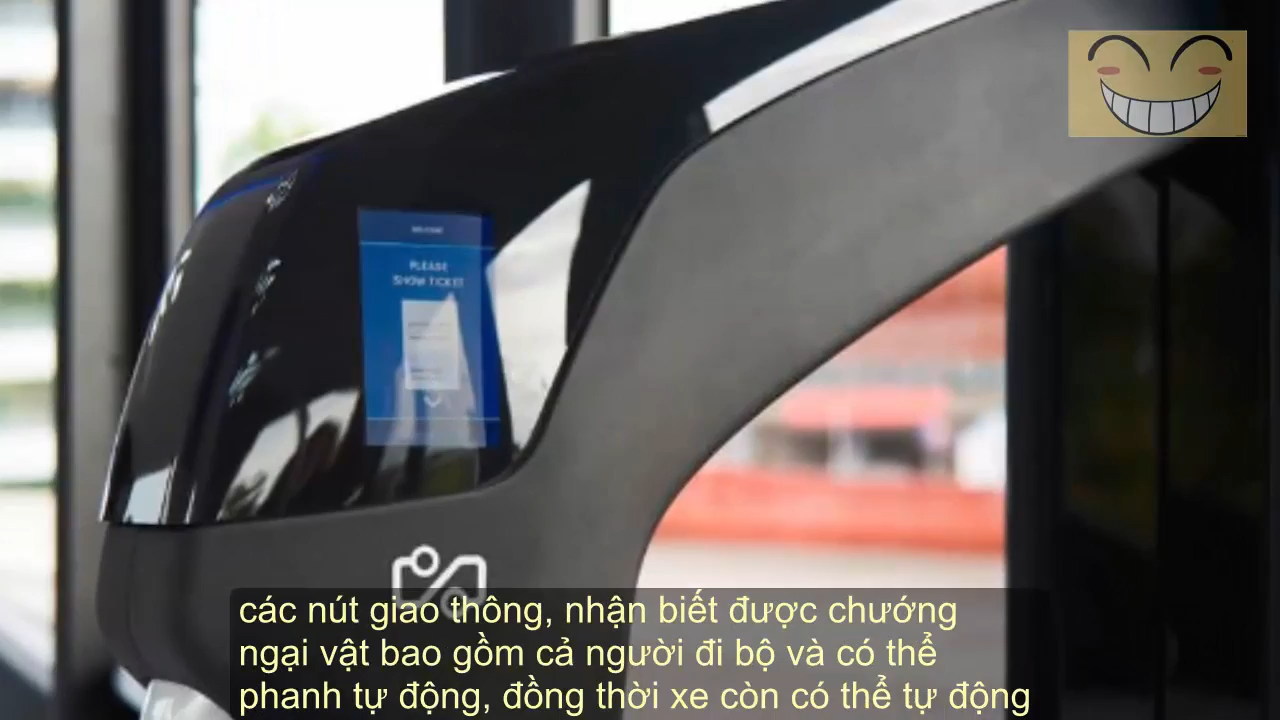 PLEASE
SHOW TICKET
các nút giao thông, nhận biết được chướng
ngại vật bao gồm cả người đi bộ và có thể
phanh tự động, đồng thời xe còn có thể tự động